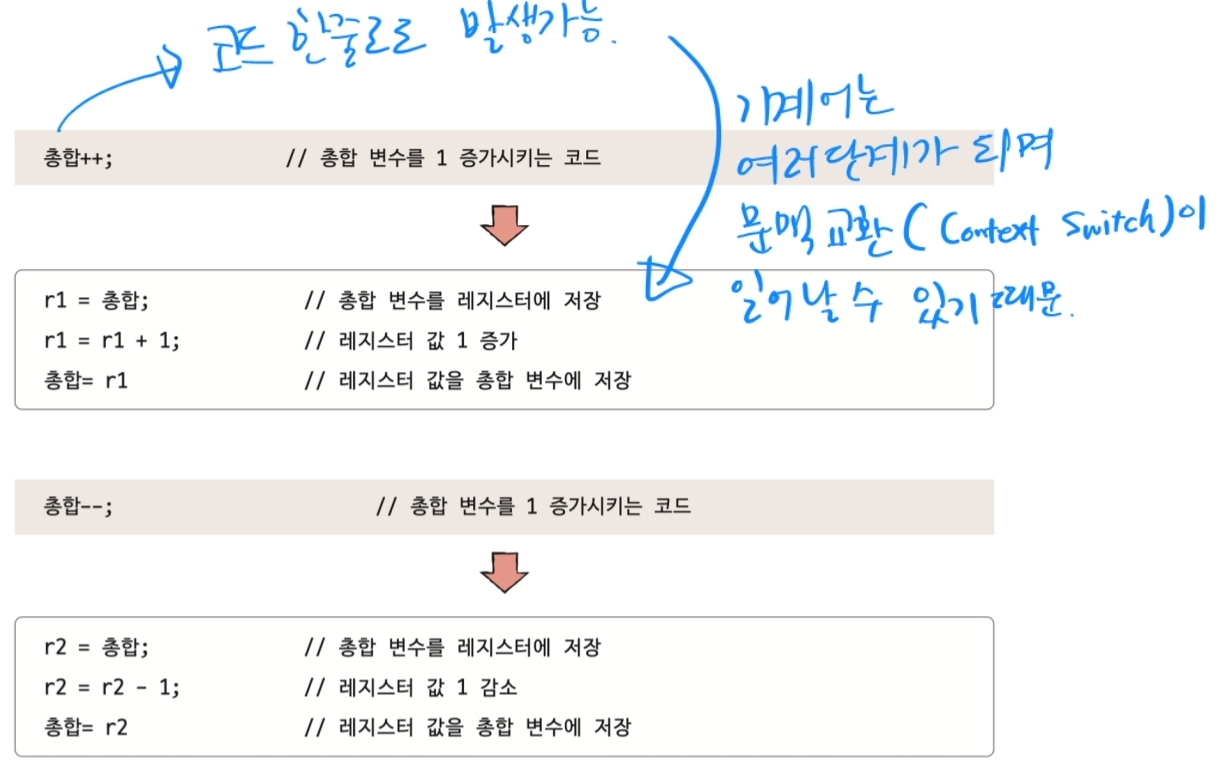 코드 한줄로도 발생가능.
기계어는
여러단계가 되며
문맥교환(Context Switch)이
일어날 수 있기 때문.
총합++; // 총합 변수를 1 증가시키는 코드
r1 = 총합; // 총합 변수를 레지스터에 저장
r1 = r1 + 1; // 레지스터 값 1 증가
총합= r1 // 레지스터 값을 총합 변수에 저장
총합--; // 총합 변수를 1 증가시키는 코드
r2 = 총합; // 총합 변수를 레지스터에 저장
r2 = r2 - 1; // 레지스터 값 1 감소
총합= r2 // 레지스터 값을 총합 변수에 저장